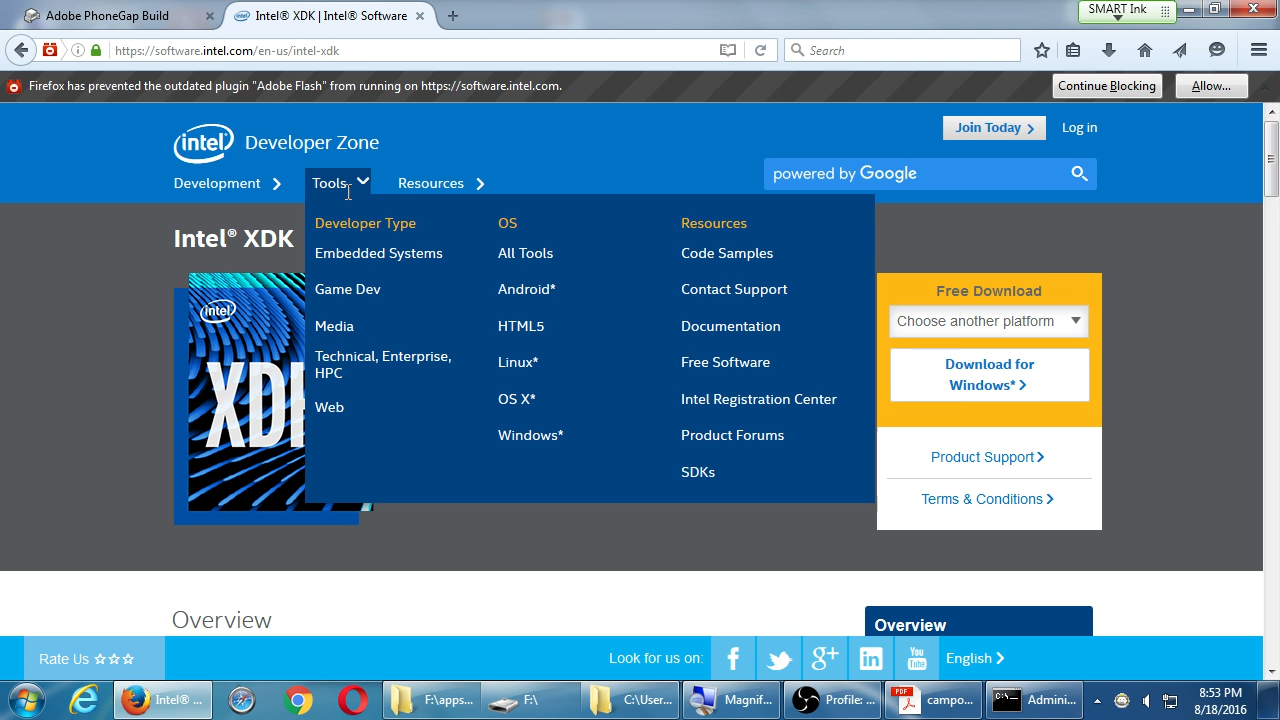 Adobe PhoneGap Build
Intel® XDK | Intel® Software
SMART Ink
https://software.intel.com/en-us/intel-xdk
Search
Firefox has prevented the outdated plugin "Adobe Flash" from running on https://software.intel.com.
Continue Blocking
Allow...
intel Developer Zone
Join Today
Log in
Development
Tools
Resources
powered by Google
Intel® XDK
Developer Type
Embedded Systems
Game Dev
Media
Technical, Enterprise,
HPC
Web
OS
All Tools
Android*
HTML5
Linux*
OS X*
Windows*
Resources
Code Samples
Contact Support
Documentation
Free Software
Intel Registration Center
Product Forums
SDKs
intel
XDK
Free Download
Choose another platform
Download for
Windows*
Product Support
Terms & Conditions
Overview
Overview
Rate Us
Look for us on:
You
Tube
English
Intel® ...
F:\apps...
F:\
C:\User...
Magnif...
Profile: ...
PDF
campo...
Admini...
8:53 PM
8/18/2016